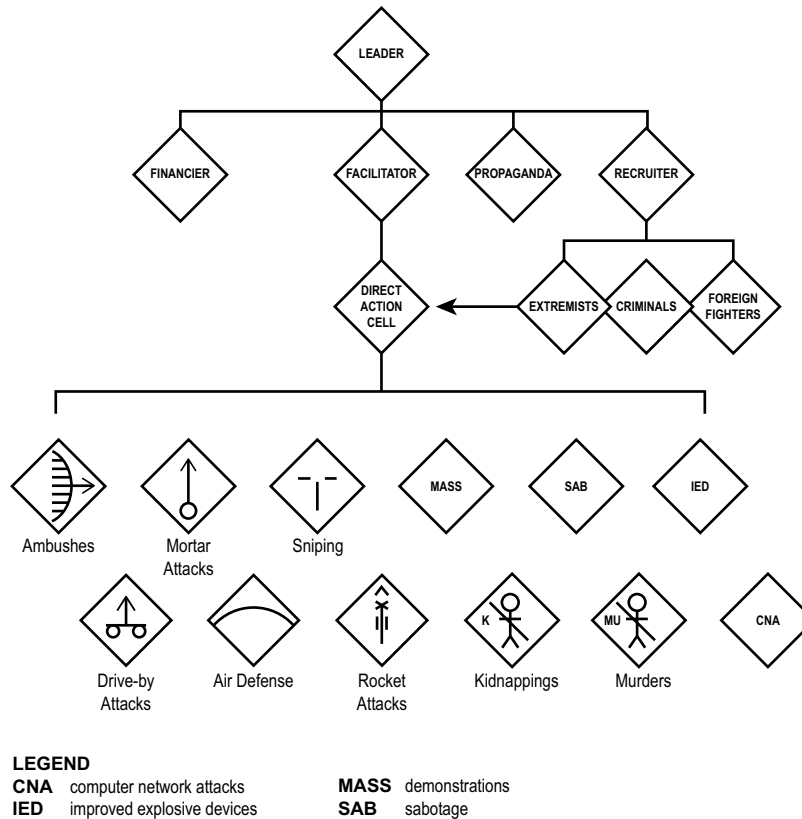 LEADER
FINANCIER
FACILITATOR
PROPAGANDA
RECRUITER
DIRECT
ACTION
CELL
EXTREMISTS
CRIMINALS
FOREIGN
FIGHTERS
MASS
SAB
IED
Ambushes
Mortar
Attacks
Sniping
K
MU
CNA
Drive-by
Attacks
Air Defense
Rocket
Attacks
Kidnappings
Murders
LEGEND
CNA computer network attacks
IED improved explosive devices
MASS demonstrations
SAB sabotage